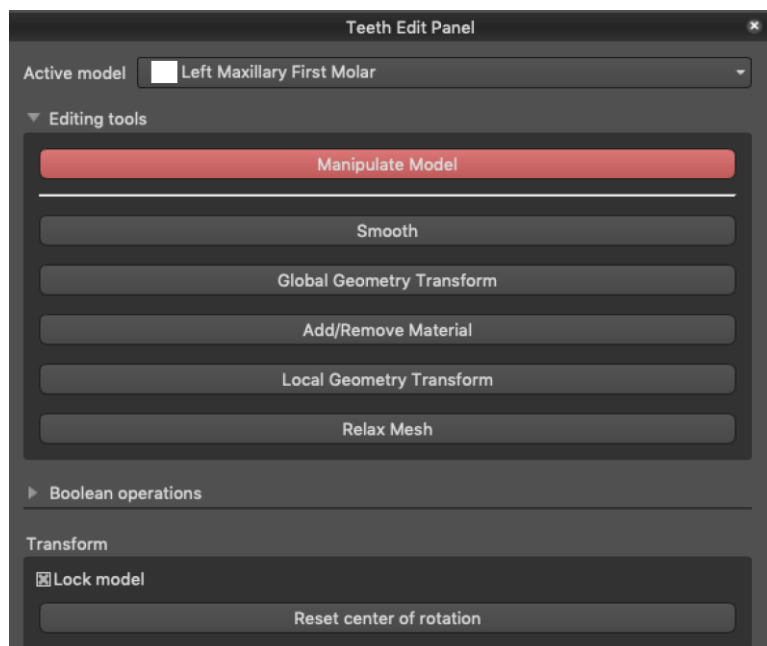 Teeth Edit Panel
Active model Left Maxillary First Molar
Editing tools
Manipulate Model
Smooth
Global Geometry Transform
Add/Remove Material
Local Geometry Transform
Relax Mesh
Boolean operations
Transform
Lock model
Reset center of rotation